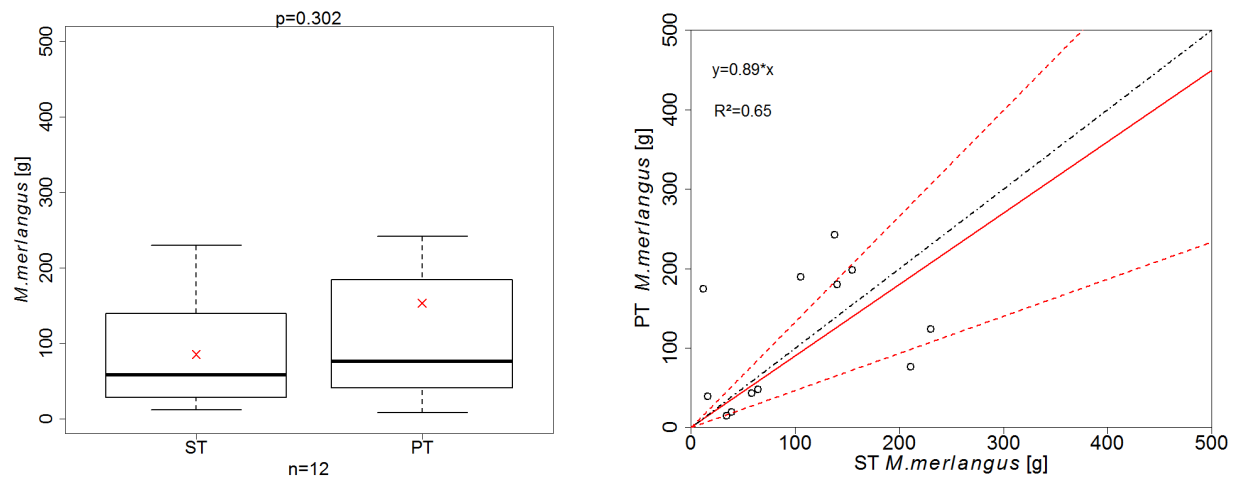 p=0.302
500
400
300
200
100
0
M.merlangus [g]
ST PT
n=12
y=0.89*x
R²=0.65
500
400
300
200
100
0
PT M.merlangus [g]
0 100 200 300 400 500
ST M.merlangus [g]